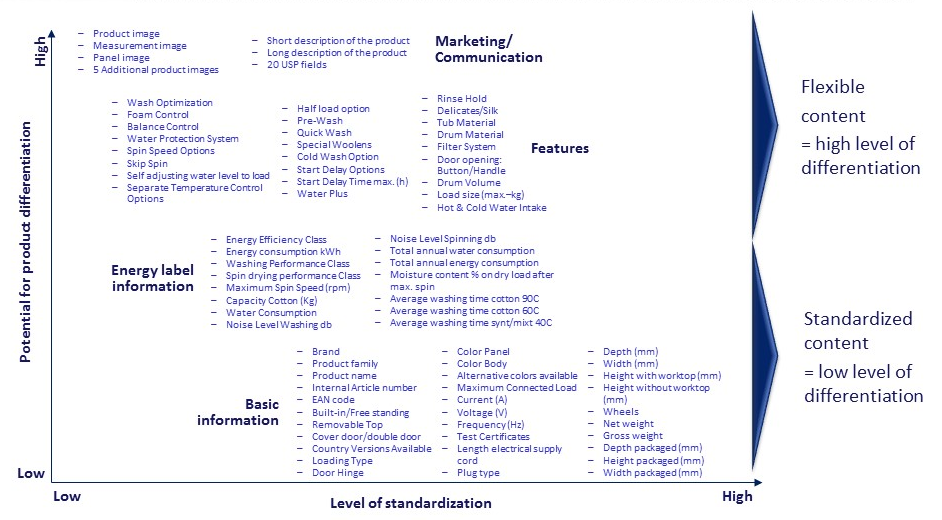 High
Potential for product differentiation
Low
– Product image
– Measurement image
– Panel image
– 5 Additional product images
– Short description of the product
– Long description of the product
– 20 USP fields
Marketing/
Communication
– Wash Optimization
– Foam Control
– Balance Control
– Water Protection System
– Spin Speed Options
– Skip Spin
– Self adjusting water level to load
– Separate Temperature Control
Options
– Half load option
– Pre-Wash
– Quick Wash
– Special Woolens
– Cold Wash Option
– Start Delay Options
– Start Delay Time max. (h)
– Water Plus
– Rinse Hold
– Delicates/Silk
– Tub Material
– Drum Material
– Filter System
– Door opening:
Button/Handle
– Drum Volume
– Load size (max.–kg)
– Hot & Cold Water Intake
Features
Energy label
information
– Energy Efficiency Class
– Energy consumption kWh
– Washing Performance Class
– Spin drying performance Class
– Maximum Spin Speed (rpm)
– Capacity Cotton (Kg)
– Water Consumption
– Noise Level Washing db
– Noise Level Spinning db
– Total annual water consumption
– Total annual energy consumption
– Moisture content % on dry load after
max. spin
– Average washing time cotton 90C
– Average washing time cotton 60C
– Average washing time synt/mixt 40C
Basic
information
– Brand
– Product family
– Product name
– Internal Article number
– EAN code
– Built-in/Free standing
– Removable Top
– Cover door/double door
– Country Versions Available
– Loading Type
– Door Hinge
– Color Panel
– Color Body
– Alternative colors available
– Maximum Connected Load
– Current (A)
– Voltage (V)
– Frequency (Hz)
– Test Certificates
– Length electrical supply
cord
– Plug type
– Depth (mm)
– Width (mm)
– Height with worktop (mm)
– Height without worktop
(mm)
– Wheels
– Net weight
– Gross weight
– Depth packaged (mm)
– Height packaged (mm)
– Width packaged (mm)
Low
Level of standardization
High
Flexible
content
= high level of
differentiation
Standardized
content
= low level of
differentiation